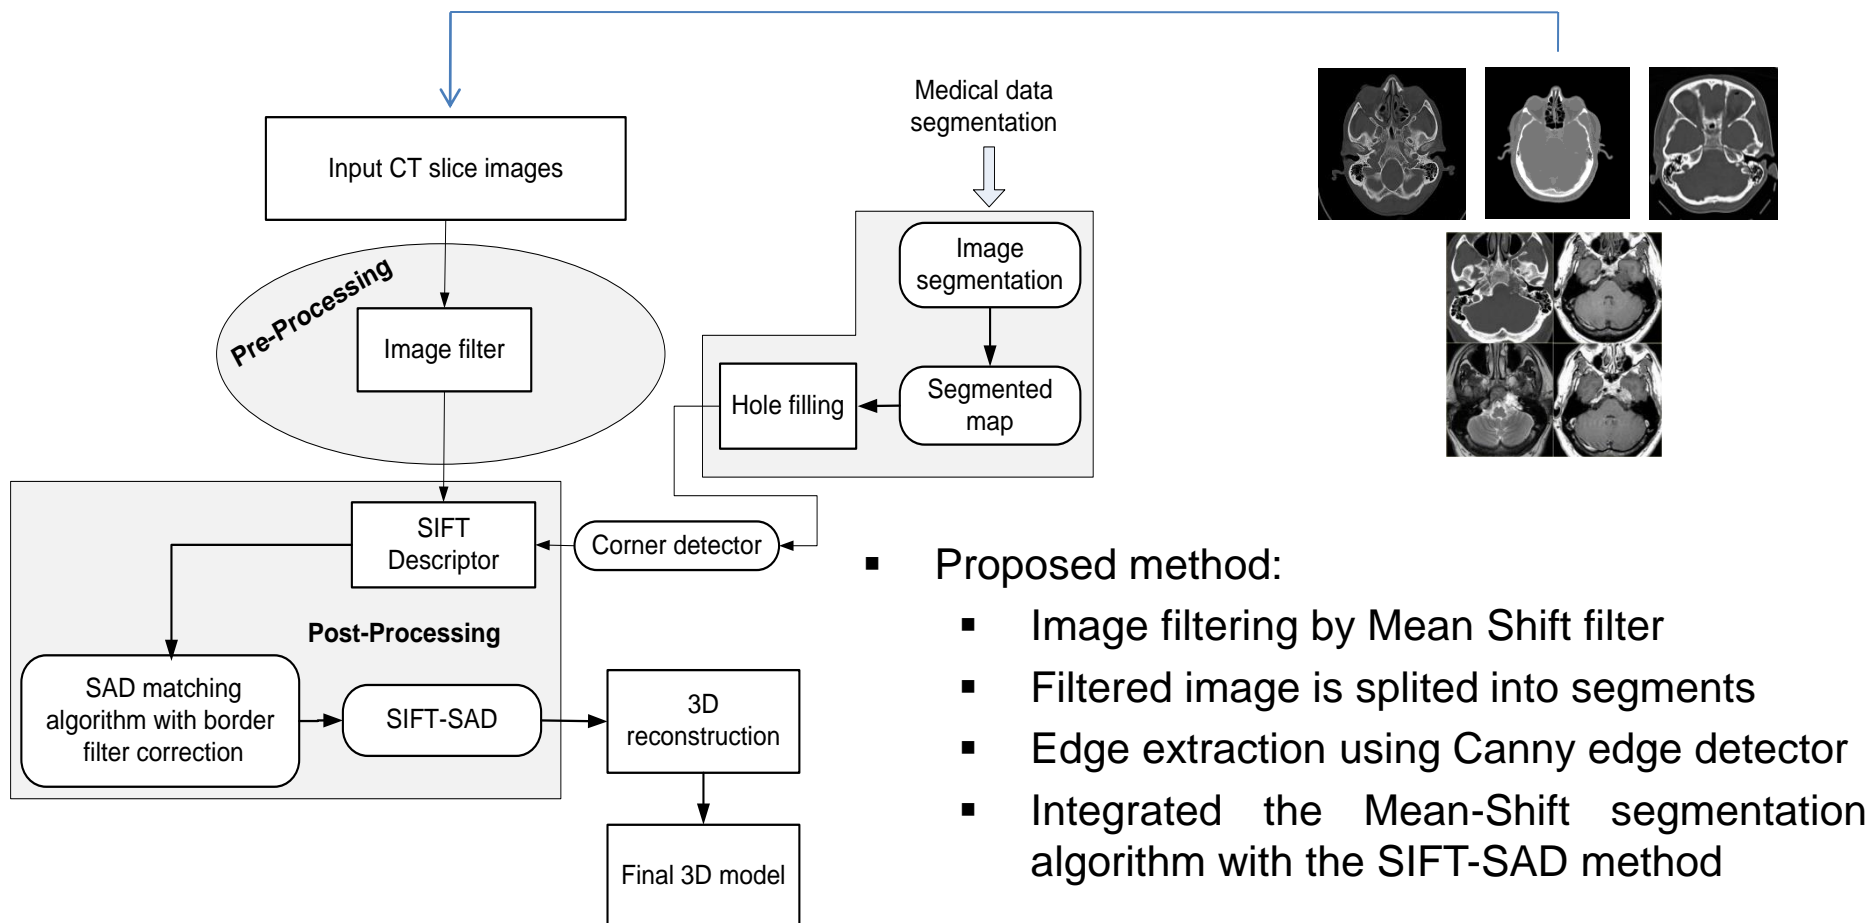 Medical data
segmentation
Input CT slice images
Pre-Processing
Image filter
Image
segmentation
Segmented
map
Hole filling
SIFT
Descriptor
Corner detector
Post-Processing
SAD matching
algorithm with border
filter correction
SIFT-SAD
3D
reconstruction
Final 3D model
▪ Proposed method:
▪ Image filtering by Mean Shift filter
▪ Filtered image is splited into segments
▪ Edge extraction using Canny edge detector
▪ Integrated the Mean-Shift segmentation
algorithm with the SIFT-SAD method